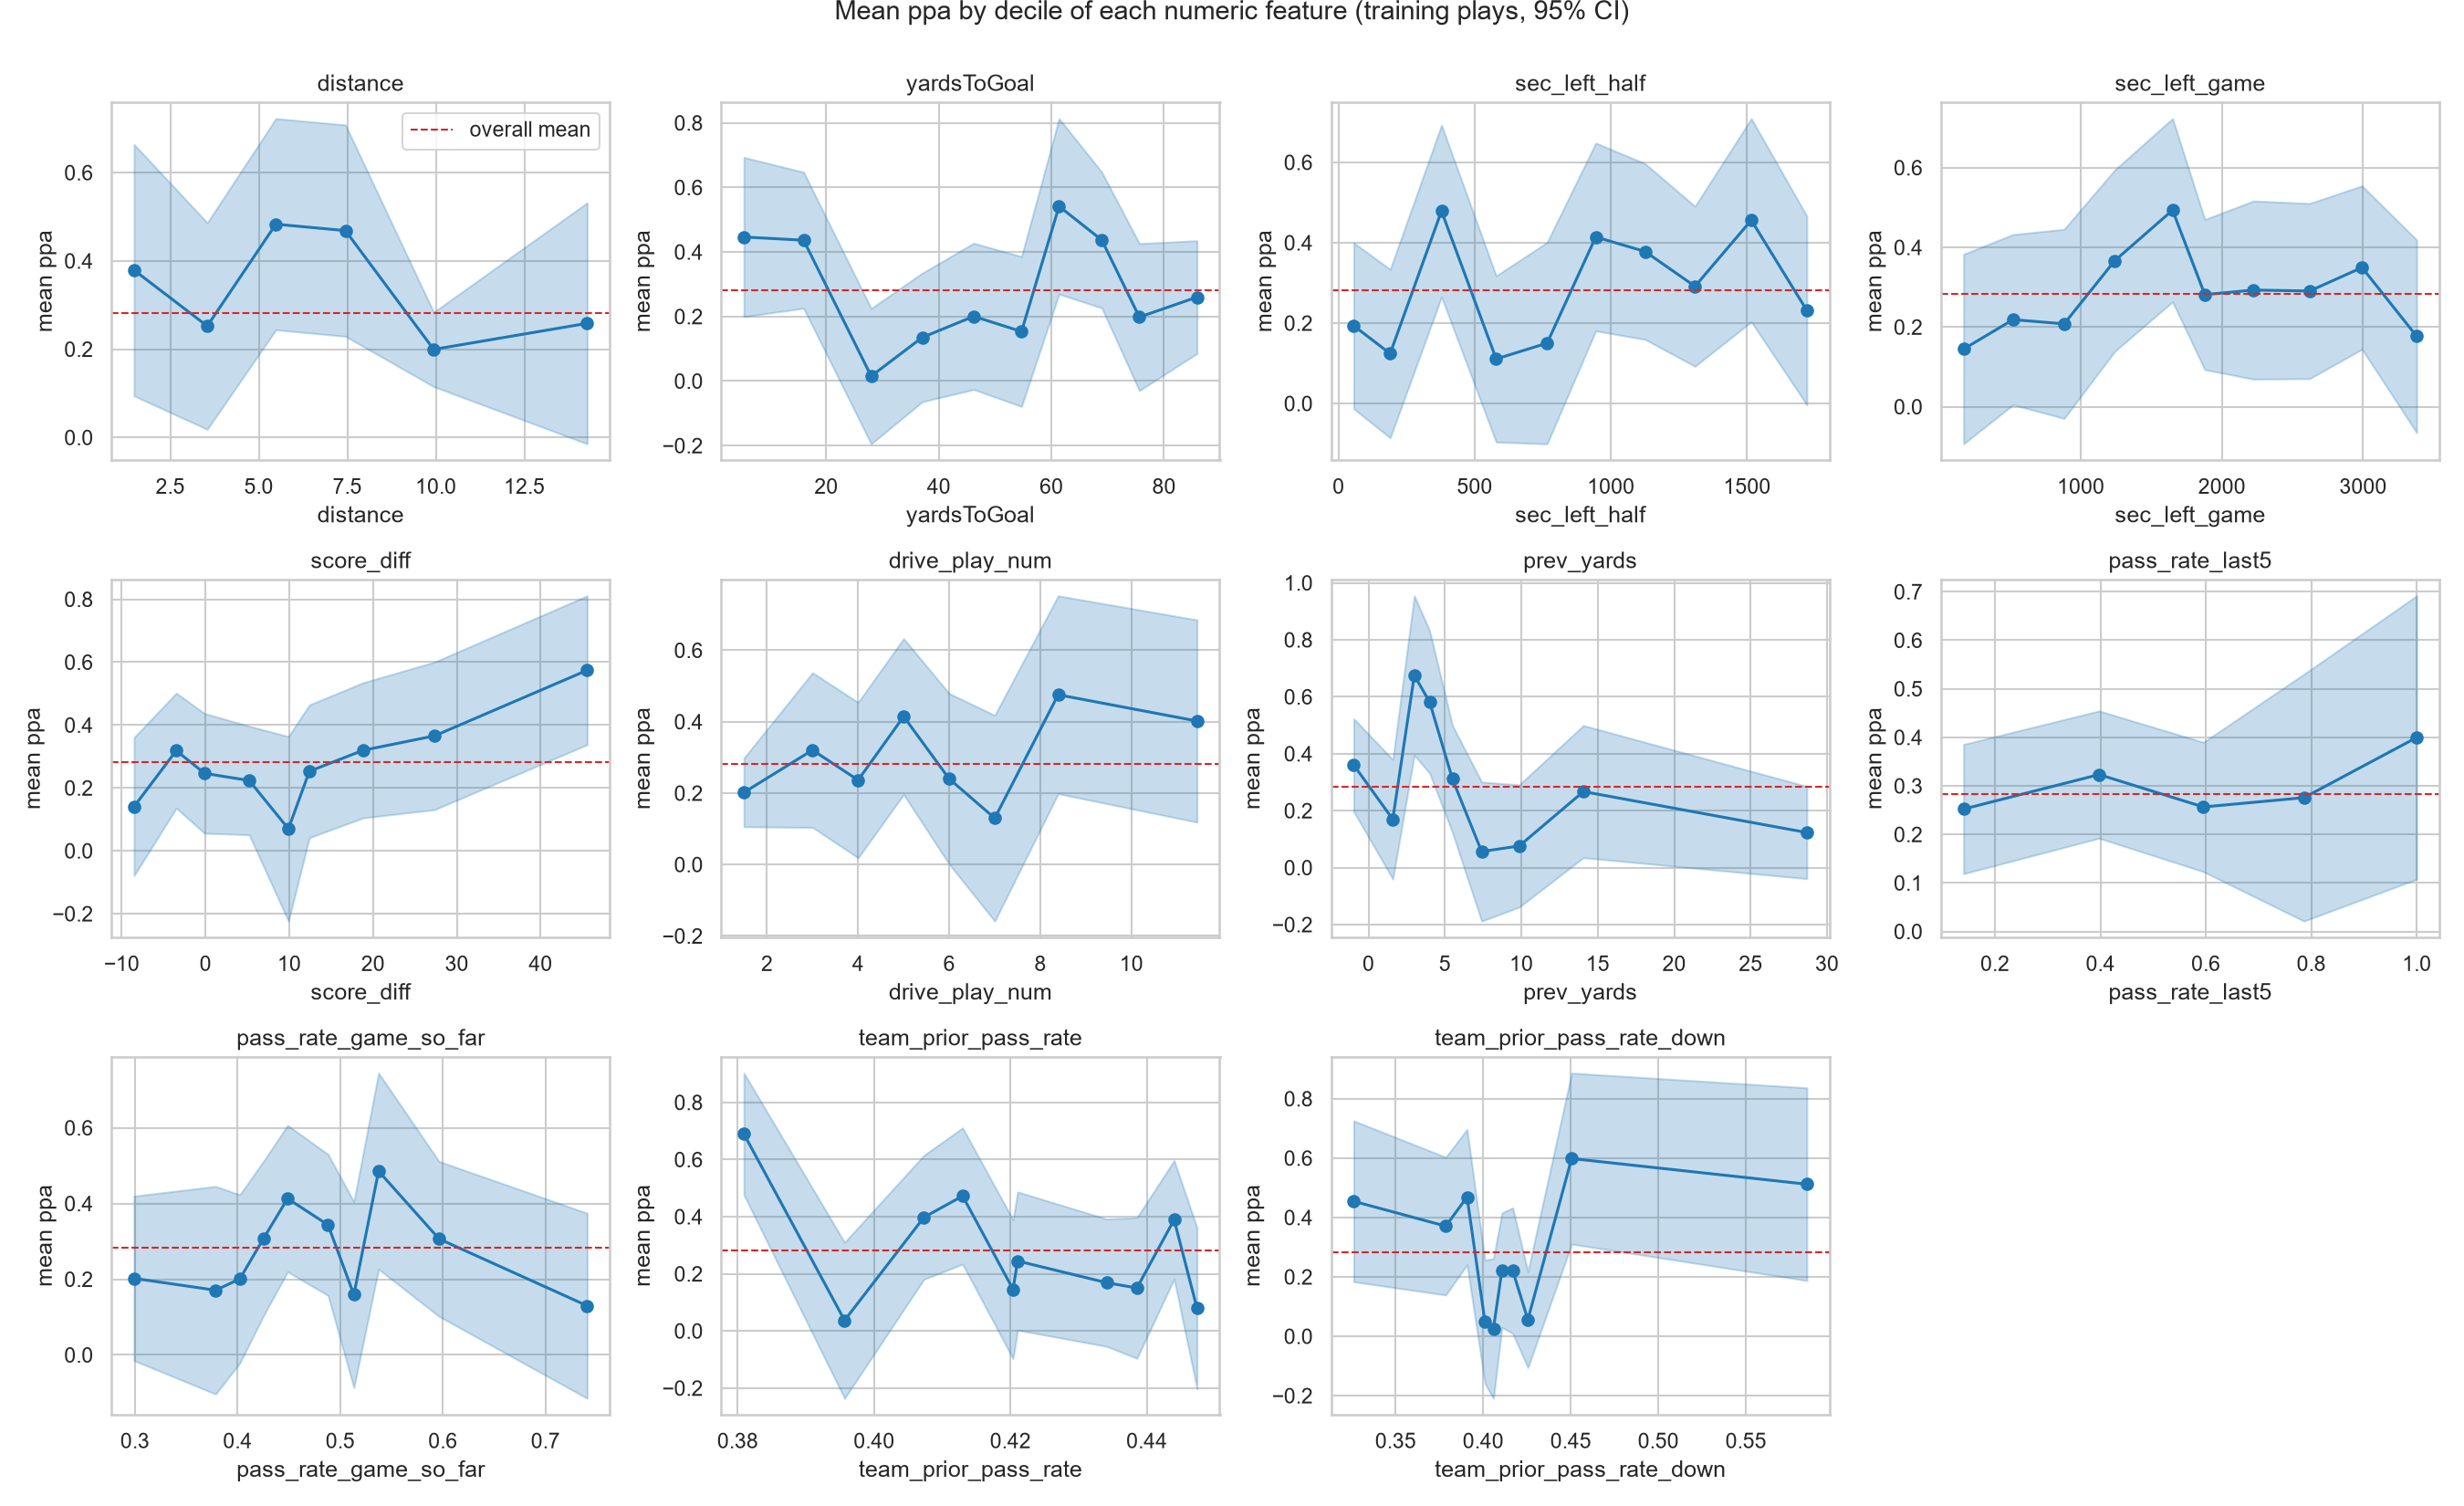 Mean ppa by decile of each numeric feature (training plays, 95% CI)
distance
overall mean
mean ppa
0.6
0.4
0.2
0.0
2.5 5.0 7.5 10.0 12.5
distance
yardsToGoal
mean ppa
0.8
0.6
0.4
0.2
0.0
−0.2
20 40 60 80
yardsToGoal
sec_left_half
mean ppa
0.6
0.4
0.2
0.0
0 500 1000 1500
sec_left_half
sec_left_game
mean ppa
0.6
0.4
0.2
0.0
1000 2000 3000
sec_left_game
score_diff
mean ppa
0.8
0.6
0.4
0.2
0.0
−0.2
−10 0 10 20 30 40
score_diff
drive_play_num
mean ppa
0.6
0.4
0.2
0.0
−0.2
2 4 6 8 10
drive_play_num
prev_yards
mean ppa
1.0
0.8
0.6
0.4
0.2
0.0
−0.2
0 5 10 15 20 25 30
prev_yards
pass_rate_last5
mean ppa
0.7
0.6
0.5
0.4
0.3
0.2
0.1
0.0
0.2 0.4 0.6 0.8 1.0
pass_rate_last5
pass_rate_game_so_far
mean ppa
0.6
0.4
0.2
0.0
0.3 0.4 0.5 0.6 0.7
pass_rate_game_so_far
team_prior_pass_rate
mean ppa
0.8
0.6
0.4
0.2
0.0
−0.2
0.38 0.40 0.42 0.44
team_prior_pass_rate
team_prior_pass_rate_down
mean ppa
0.8
0.6
0.4
0.2
0.0
−0.2
0.35 0.40 0.45 0.50 0.55
team_prior_pass_rate_down